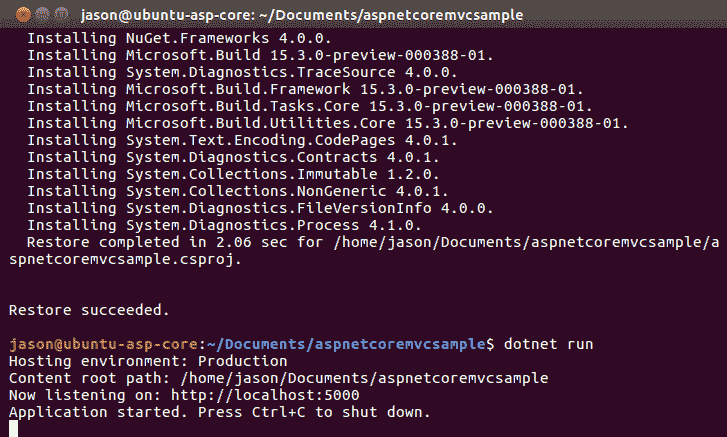 jason@ubuntu-asp-core: ~/Documents/aspnetcoremvcsample
Installing NuGet.Frameworks 4.0.0.
Installing Microsoft.Build 15.3.0-preview-000388-01.
Installing System.Diagnostics.TraceSource 4.0.0.
Installing Microsoft.Build.Framework 15.3.0-preview-000388-01.
Installing Microsoft.Build.Tasks.Core 15.3.0-preview-000388-01.
Installing Microsoft.Build.Utilities.Core 15.3.0-preview-000388-01.
Installing System.Text.Encoding.CodePages 4.0.1.
Installing System.Diagnostics.Contracts 4.0.1.
Installing System.Collections.Immutable 1.2.0.
Installing System.Collections.NonGeneric 4.0.1.
Installing System.Diagnostics.FileVersionInfo 4.0.0.
Installing System.Diagnostics.Process 4.1.0.
Restore completed in 2.06 sec for /home/jason/Documents/aspnetcoremvcsample/a
spnetcoremvcsample.csproj.
Restore succeeded.
jason@ubuntu-asp-core:~/Documents/aspnetcoremvcsample$ dotnet run
Hosting environment: Production
Content root path: /home/jason/Documents/aspnetcoremvcsample
Now listening on: http://localhost:5000
Application started. Press Ctrl+C to shut down.